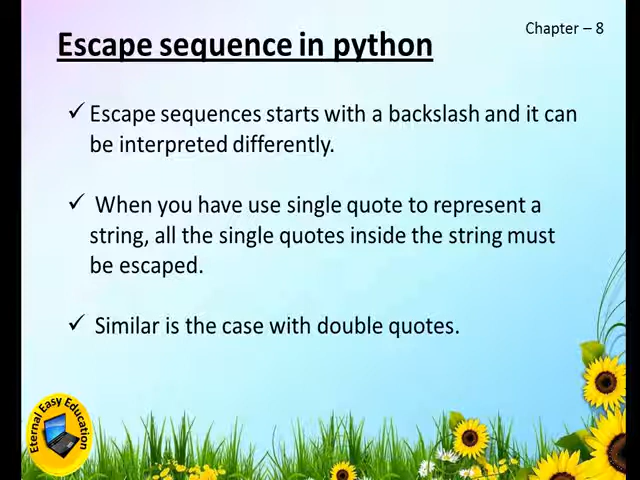 Chapter – 8
Escape sequence in python
✓ Escape sequences starts with a backslash and it can
be interpreted differently.
✓ When you have use single quote to represent a
string, all the single quotes inside the string must
be escaped.
✓ Similar is the case with double quotes.
Eternal Easy Education